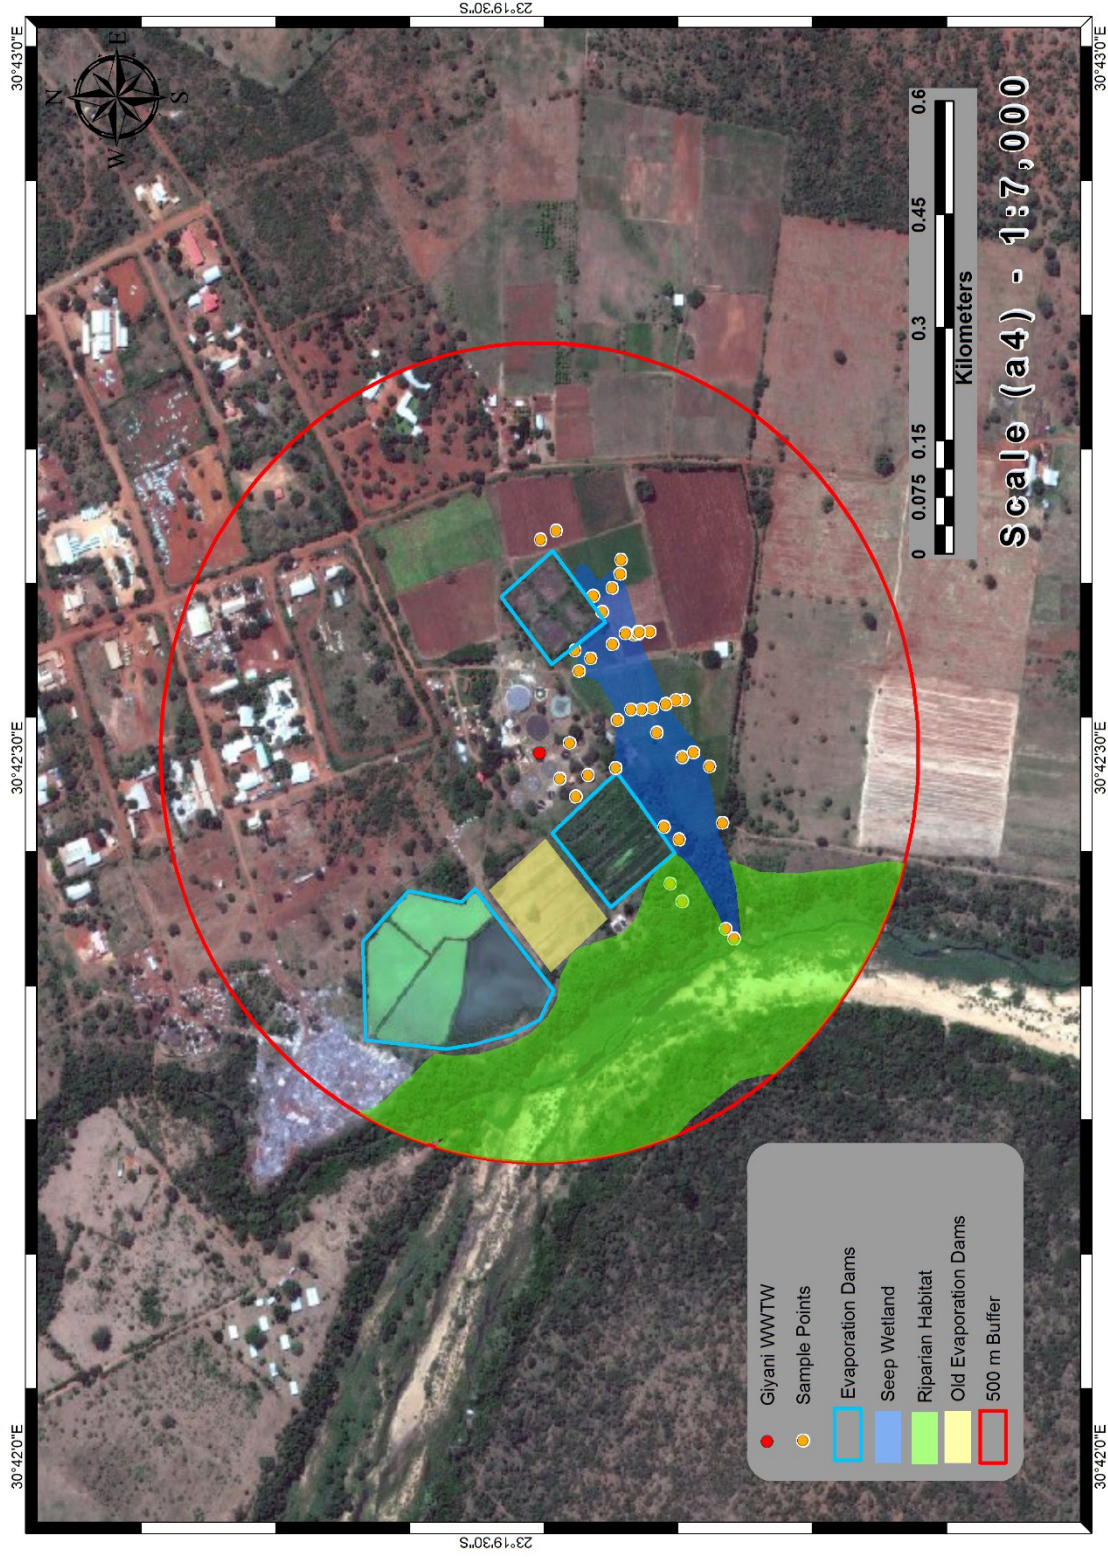 30°42'0"E
30°42'30"E
30°43'0"E
23°19'30"S
23°19'30"S
N
W
E
S
Giyani WWTW
Sample Points
Evaporation Dams
Seep Wetland
Riparian Habitat
Old Evaporation Dams
500 m Buffer
0 0.075 0.15 0.3 0.45 0.6
Kilometers
Scale (a4) - 1:7,000
30°42'0"E
30°42'30"E
30°43'0"E